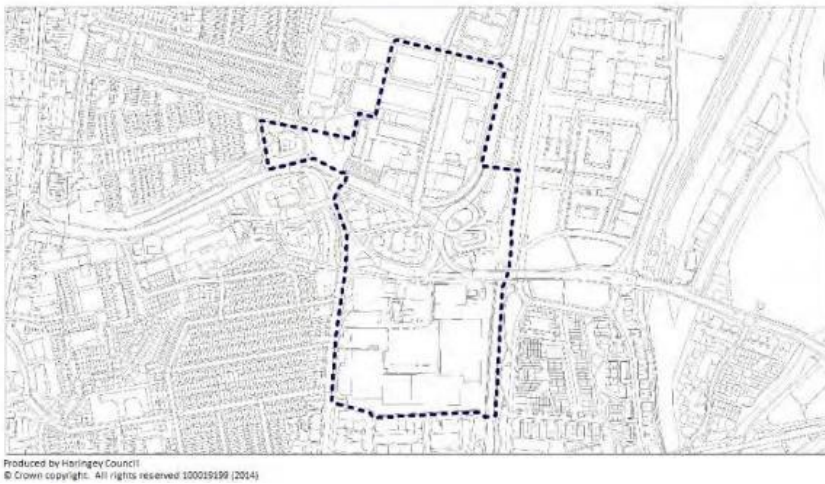 Produced by Haringey Council
© Crown copyright. All rights reserved 100019199 (2014)